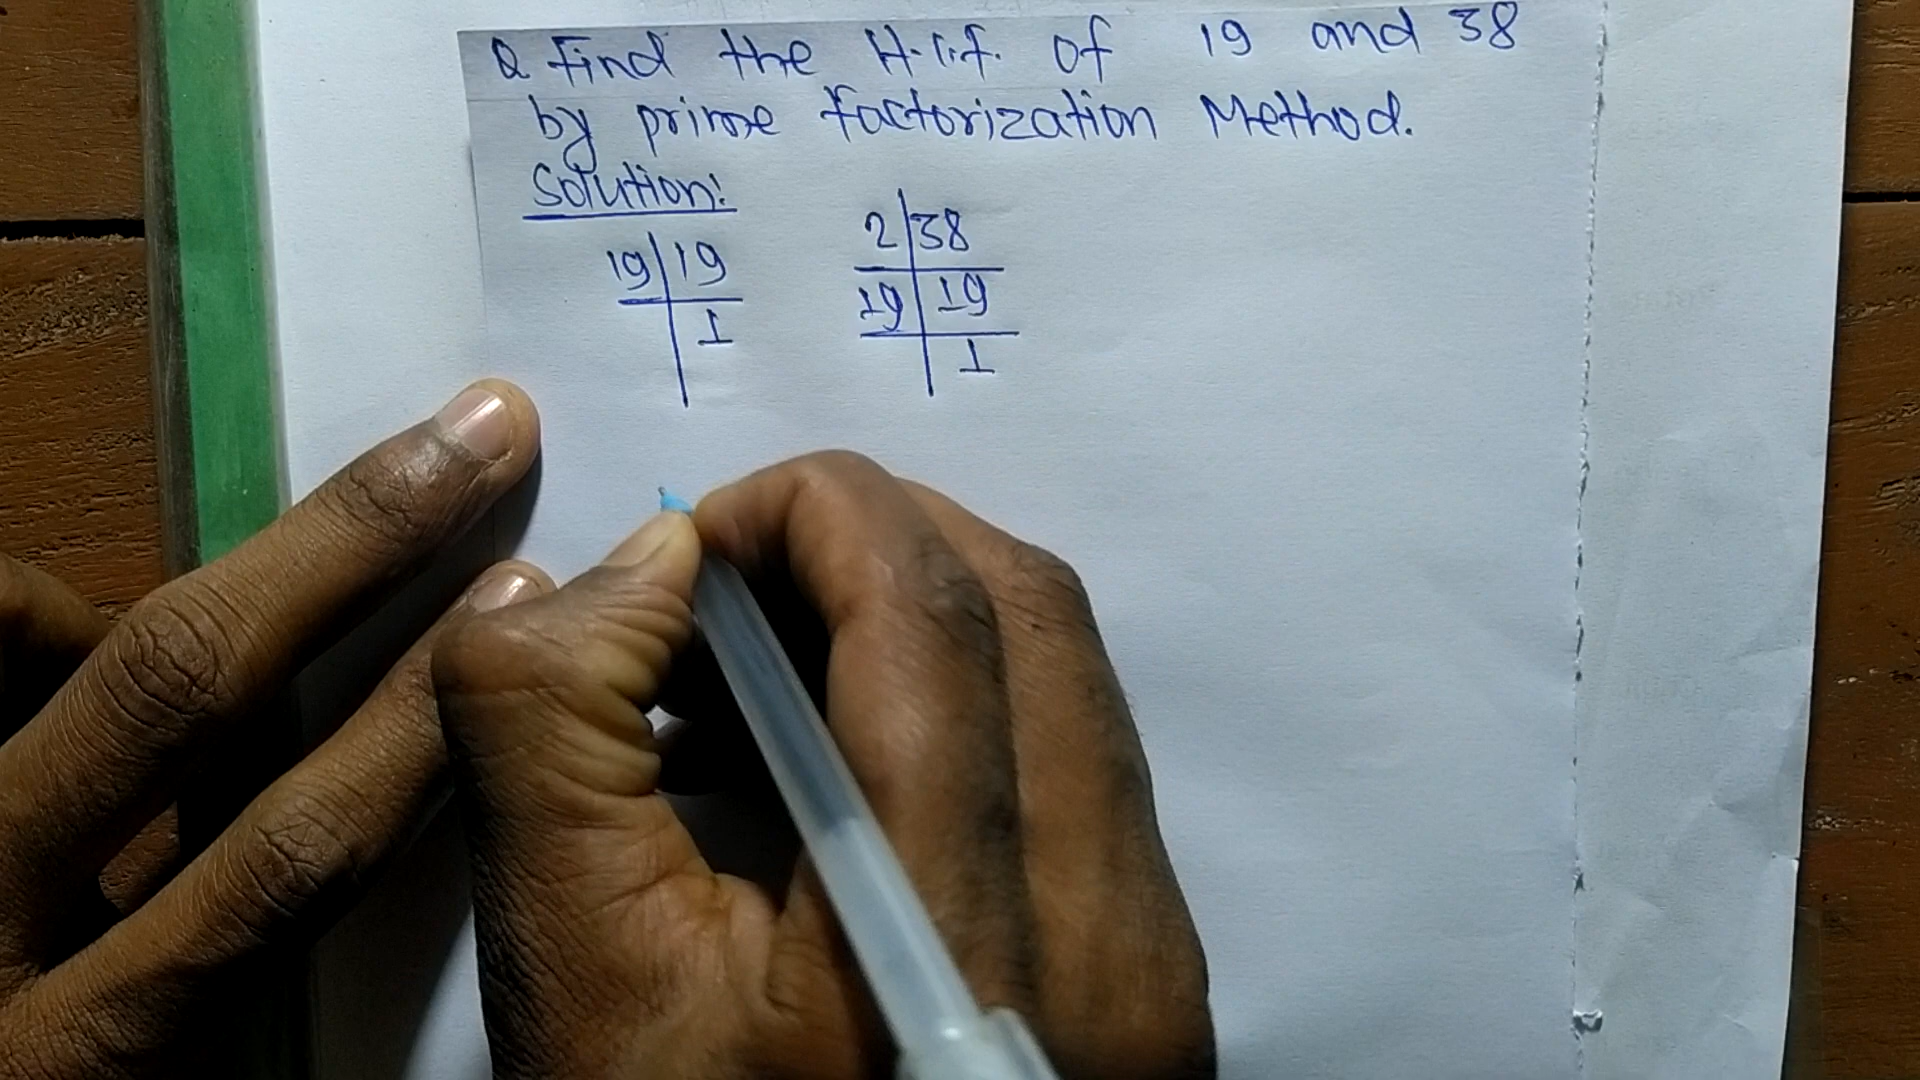 Q Find the H.C.F. of 19 and 38
by prime factorization Method.
Solution:
19 | 19
1
2 | 38
19 | 19
1